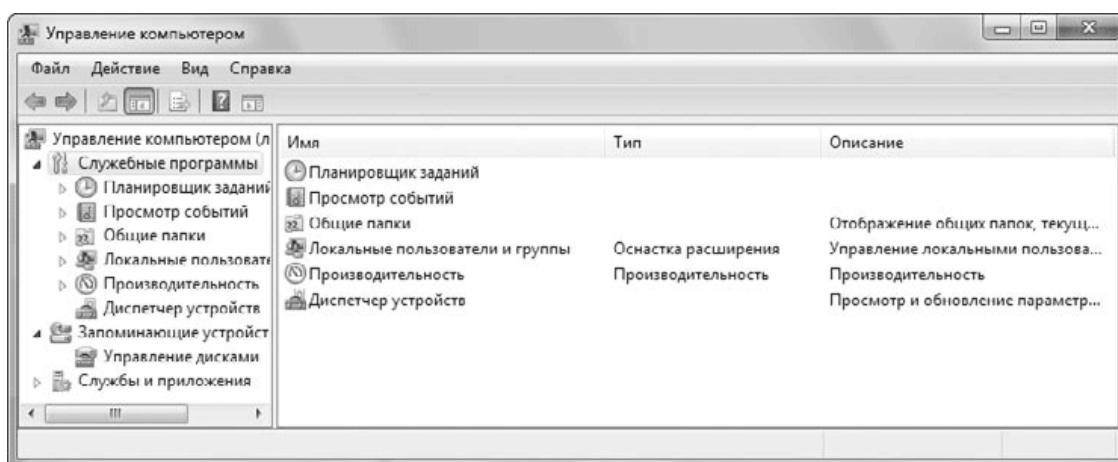 Управление компьютером
Файл Действие Вид Справка
Управление компьютером (л
Служебные программы
Планировщик заданий
Просмотр событий
Общие папки
Локальные пользовате
Производительность
Диспетчер устройств
Запоминающие устройст
Управление дисками
Службы и приложения
Имя Тип Описание
Планировщик заданий
Просмотр событий
Общие папки Отображение общих папок, текущ...
Локальные пользователи и группы Оснастка расширения Управление локальными пользова...
Производительность Производительность Производительность
Диспетчер устройств Просмотр и обновление параметр...